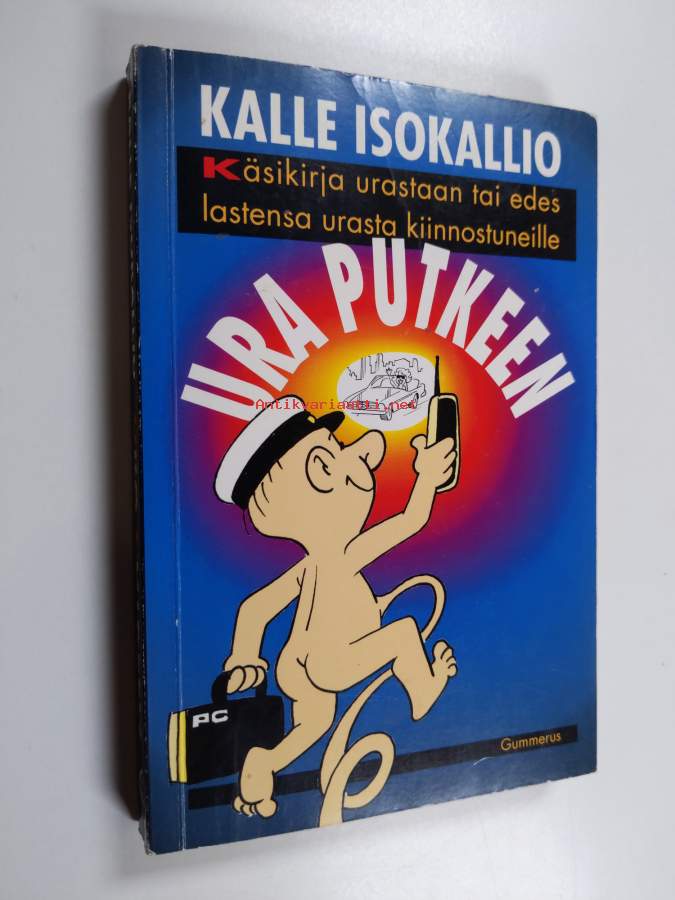 KALLE ISOKALLIO
Käsikirja urastaan tai edes
lastensa urasta kiinnostuneille
URA PUTKEEN
Antikvariaatti.net
PC
Gummerus